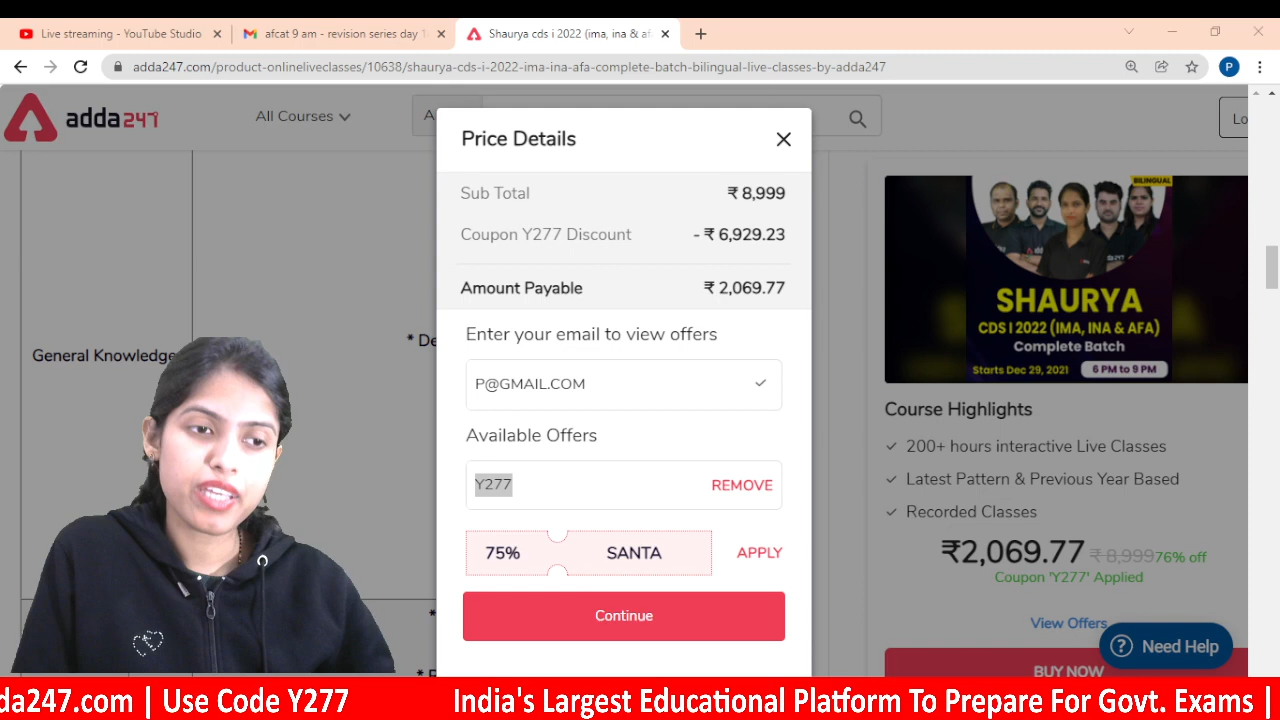 Live streaming - YouTube Studio
afcat 9 am - revision series day 1
Shaurya cds i 2022 (ima, ina & afa
adda247.com/product-onlineliveclasses/10638/shaurya-cds-i-2022-ima-ina-afa-complete-batch-bilingual-live-classes-by-adda247
P
adda247
All Courses
A
Lo
Price Details
Sub Total ₹ 8,999
Coupon Y277 Discount - ₹ 6,929.23
Amount Payable ₹ 2,069.77
Enter your email to view offers
P@GMAIL.COM
Available Offers
Y277 REMOVE
75% SANTA APPLY
Continue
General Knowledge
* De
BILINGUAL
SHAURYA
CDS I 2022 (IMA, INA & AFA)
Complete Batch
Starts Dec 29, 2021 6 PM to 9 PM
Course Highlights
200+ hours interactive Live Classes
Latest Pattern & Previous Year Based
Recorded Classes
₹2,069.77 ₹ 8,999 76% off
Coupon 'Y277' Applied
View Offers
? Need Help
BUY NOW
da247.com | Use Code Y277 India's Largest Educational Platform To Prepare For Govt. Exams |